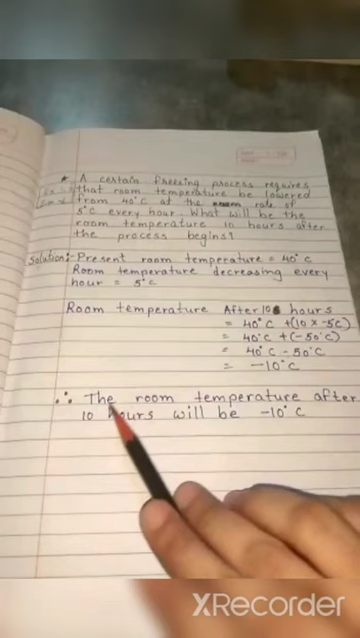 * A certain freezing process requires
that room temperature be lowered
from 40°C at the rate of
5°C every hour. What will be the
room temperature 10 hours after
the process begins?
Solution:- Present room temperature = 40°C
Room temperature decreasing every
hour = 5°C
Room temperature After 10 hours
= 40°C + (10 × -5C)
= 40°C + (-50°C)
= 40°C - 50°C
= -10°C
∴ The room temperature after
10 hours will be -10°C
XRecorder